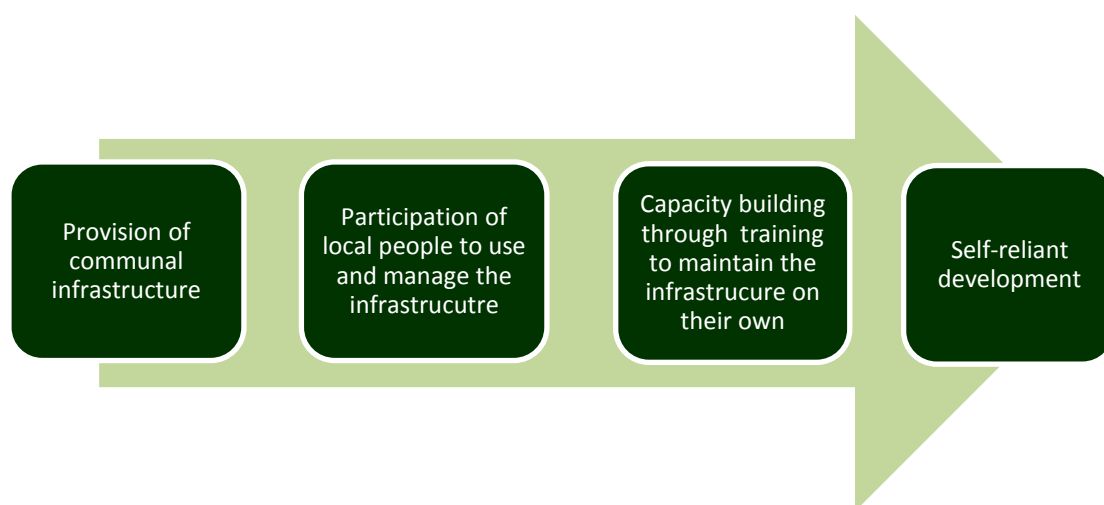 Provision of
communal
infrastructure
Participation of
local people to use
and manage the
infrastrucutre
Capacity building
through training
to maintain the
infrastrucure on
their own
Self-reliant
development